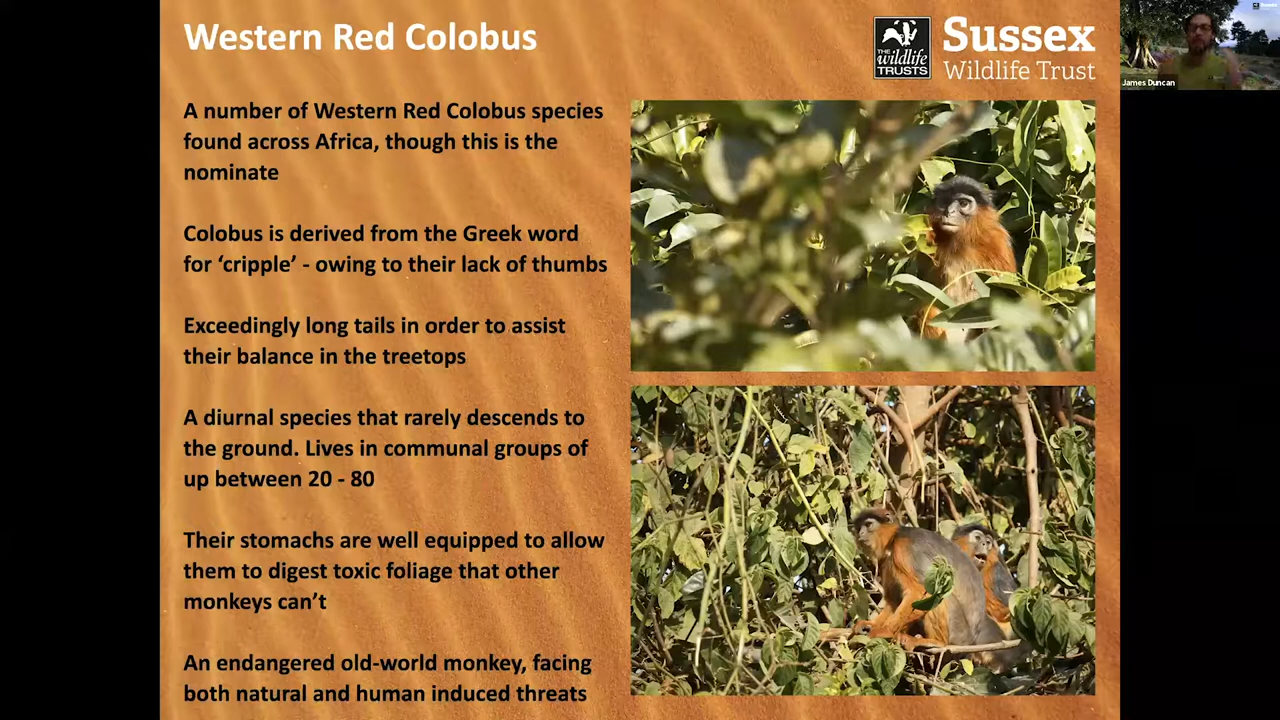 Western Red Colobus
THE
wildlife
TRUSTS
Sussex
Wildlife Trust
James Duncan
A number of Western Red Colobus species
found across Africa, though this is the
nominate
Colobus is derived from the Greek word
for ‘cripple’ - owing to their lack of thumbs
Exceedingly long tails in order to assist
their balance in the treetops
A diurnal species that rarely descends to
the ground. Lives in communal groups of
up between 20 - 80
Their stomachs are well equipped to allow
them to digest toxic foliage that other
monkeys can’t
An endangered old-world monkey, facing
both natural and human induced threats